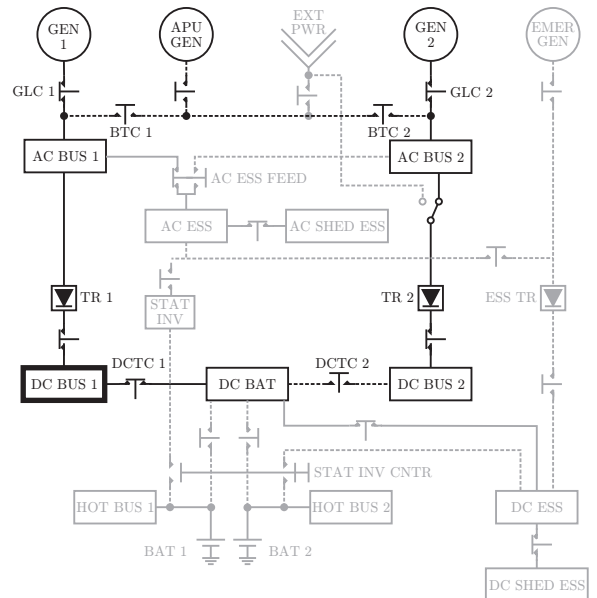 GEN
1
APU
GEN
EXT
PWR
GEN
2
EMER
GEN
GLC 1
GLC 2
BTC 1
BTC 2
AC BUS 1
AC BUS 2
AC ESS FEED
AC ESS
AC SHED ESS
TR 1
STAT
INV
TR 2
ESS TR
DCTC 1
DCTC 2
DC BUS 1
DC BAT
DC BUS 2
STAT INV CNTR
HOT BUS 1
HOT BUS 2
DC ESS
BAT 1
BAT 2
DC SHED ESS